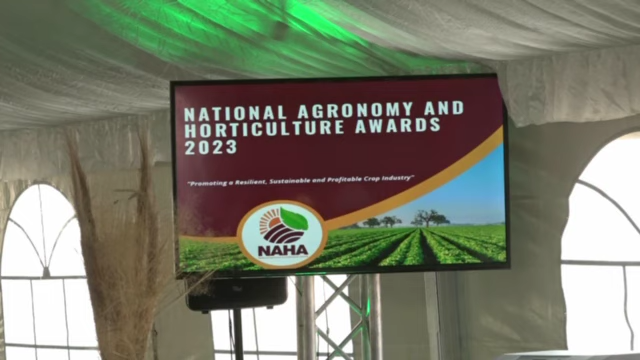 NATIONAL AGRONOMY AND
HORTICULTURE AWARDS
2023
"Promoting a Resilient, Sustainable and Profitable Crop Industry"
NAHA